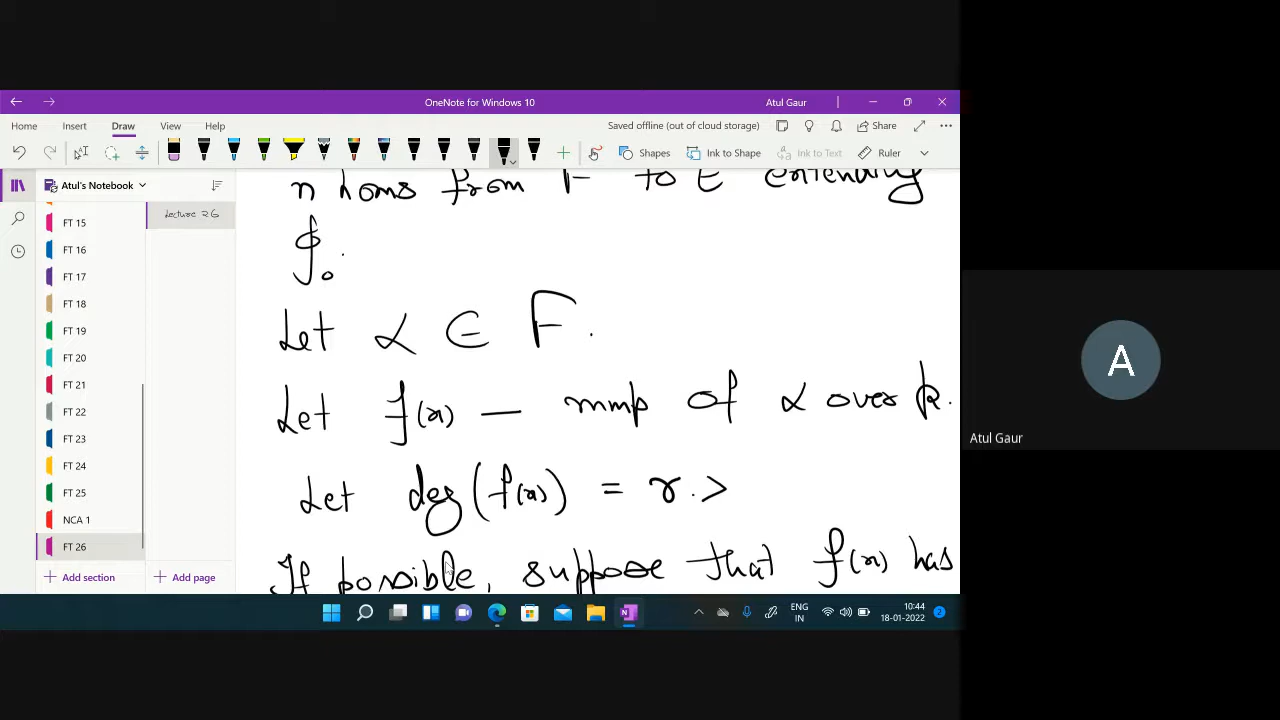 OneNote for Windows 10
Atul Gaur
Home Insert Draw View Help
Saved offline (out of cloud storage)
Share
Shapes
Ink to Shape
Ink to Text
Ruler
Atul's Notebook
Lecture 26
FT 15
FT 16
FT 17
FT 18
FT 19
FT 20
FT 21
FT 22
FT 23
FT 24
FT 25
NCA 1
FT 26
Add section
Add page
n homs from F to E extending
φ₀.
Let α ∈ F.
Let f(x) — mmp of α over k.
Let deg(f(x)) = r. >
If possible, suppose that f(x) has
ENG
IN
10:44
18-01-2022
2
A
Atul Gaur